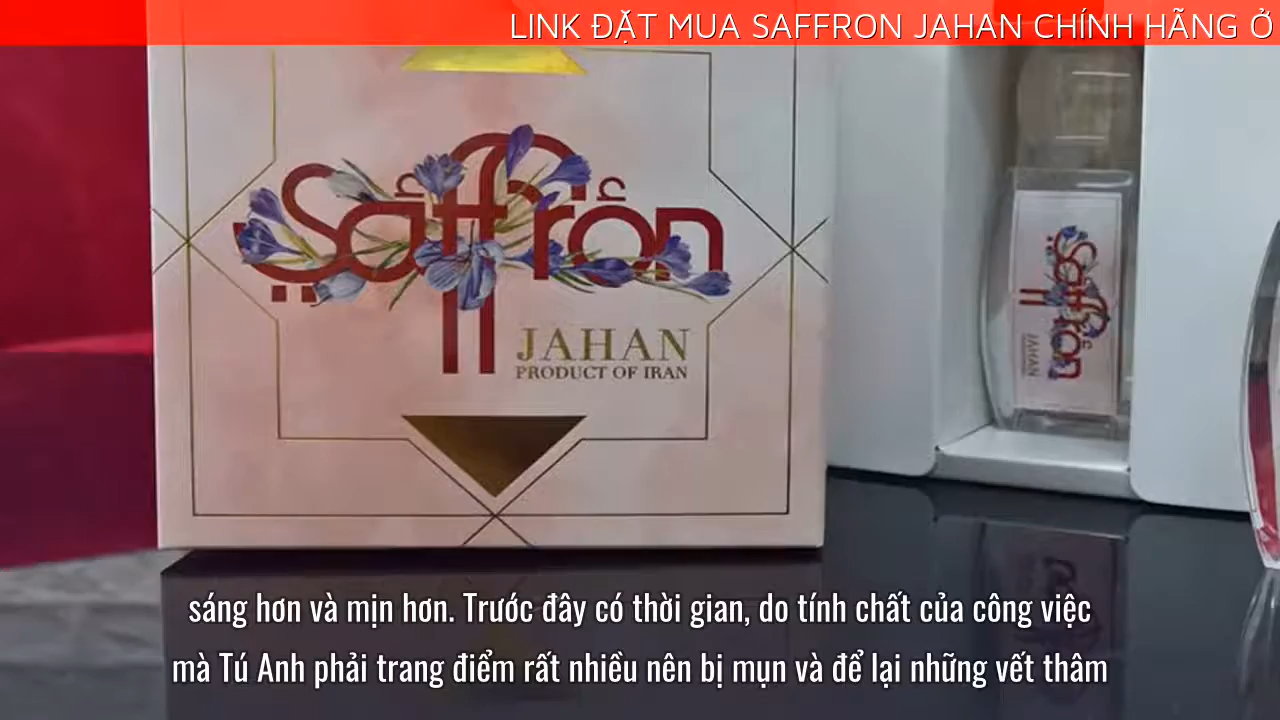 LINK ĐẶT MUA SAFFRON JAHAN CHÍNH HÃNG Ở
Saffron
JAHAN
PRODUCT OF IRAN
Saffron
JAHAN
sáng hơn và mịn hơn. Trước đây có thời gian, do tính chất của công việc
mà Tú Anh phải trang điểm rất nhiều nên bị mụn và để lại những vết thâm